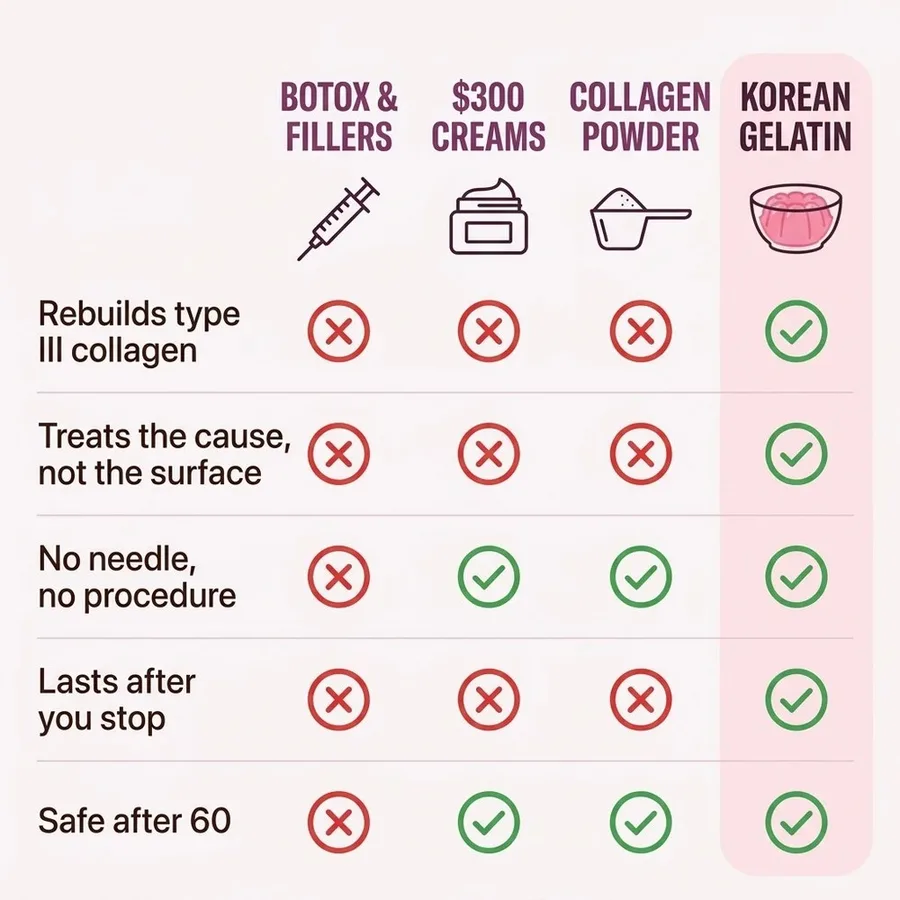 BOTOX & FILLERS
$300 CREAMS
COLLAGEN POWDER
KOREAN GELATIN
Rebuilds type
III collagen
Treats the cause,
not the surface
No needle,
no procedure
Lasts after
you stop
Safe after 60